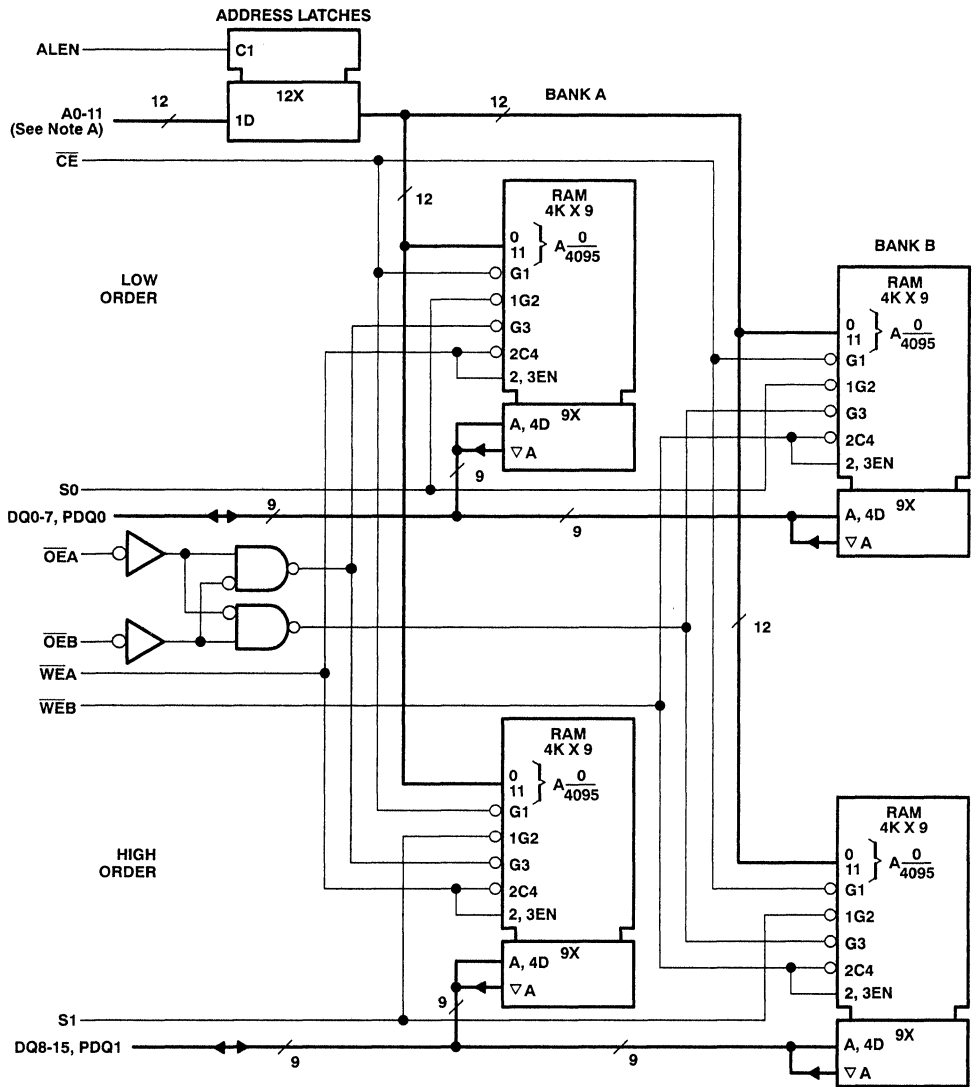 ADDRESS LATCHES
ALEN
C1
12X
1D
A0-11
(See Note A)
12
12
BANK A
CE
12
RAM
4K X 9
0
11
A 0
4095
G1
1G2
G3
2C4
2, 3EN
9X
A, 4D
▽ A
LOW
ORDER
BANK B
RAM
4K X 9
0
11
A 0
4095
G1
1G2
G3
2C4
2, 3EN
9X
A, 4D
▽ A
9
S0
DQ0-7, PDQ0
9
9
OEA
OEB
WEA
WEB
12
RAM
4K X 9
0
11
A 0
4095
G1
1G2
G3
2C4
2, 3EN
9X
A, 4D
▽ A
HIGH
ORDER
RAM
4K X 9
0
11
A 0
4095
G1
1G2
G3
2C4
2, 3EN
9X
A, 4D
▽ A
9
S1
DQ8-15, PDQ1
9
9